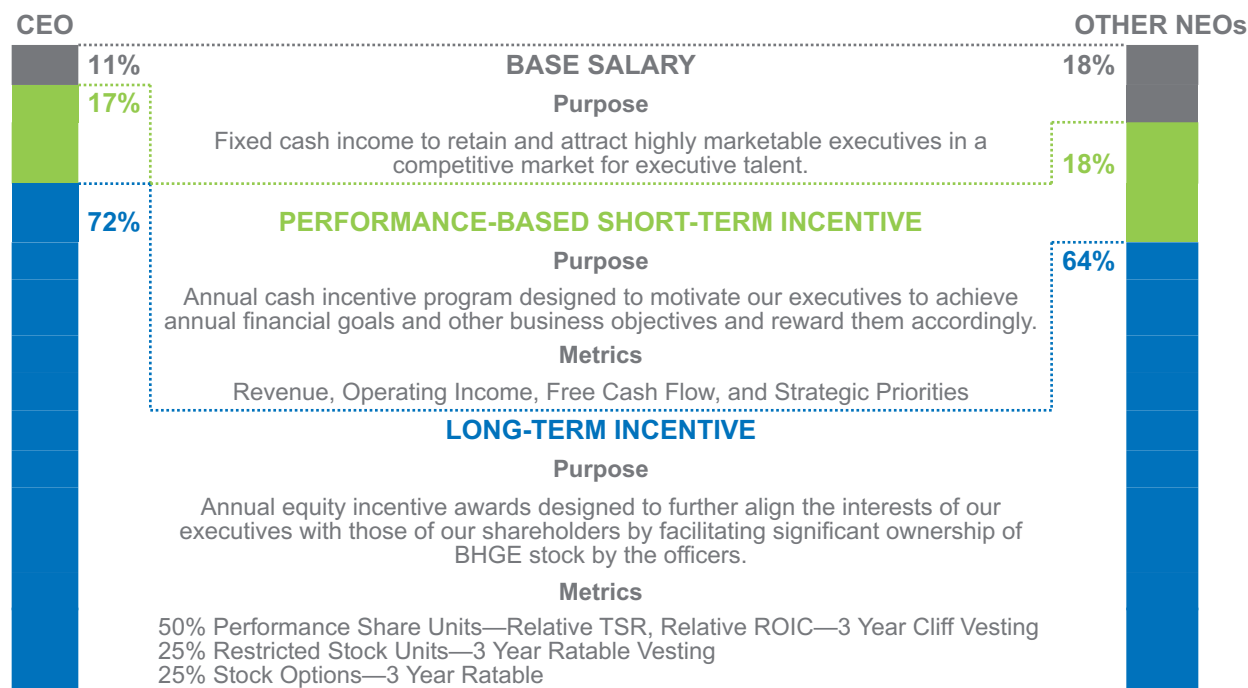 CEO
OTHER NEOs
11%
BASE SALARY
18%
17%
Purpose
Fixed cash income to retain and attract highly marketable executives in a
competitive market for executive talent.
18%
72%
PERFORMANCE-BASED SHORT-TERM INCENTIVE
Purpose
64%
Annual cash incentive program designed to motivate our executives to achieve
annual financial goals and other business objectives and reward them accordingly.
Metrics
Revenue, Operating Income, Free Cash Flow, and Strategic Priorities
LONG-TERM INCENTIVE
Purpose
Annual equity incentive awards designed to further align the interests of our
executives with those of our shareholders by facilitating significant ownership of
BHGE stock by the officers.
Metrics
50% Performance Share Units—Relative TSR, Relative ROIC—3 Year Cliff Vesting
25% Restricted Stock Units—3 Year Ratable Vesting
25% Stock Options—3 Year Ratable